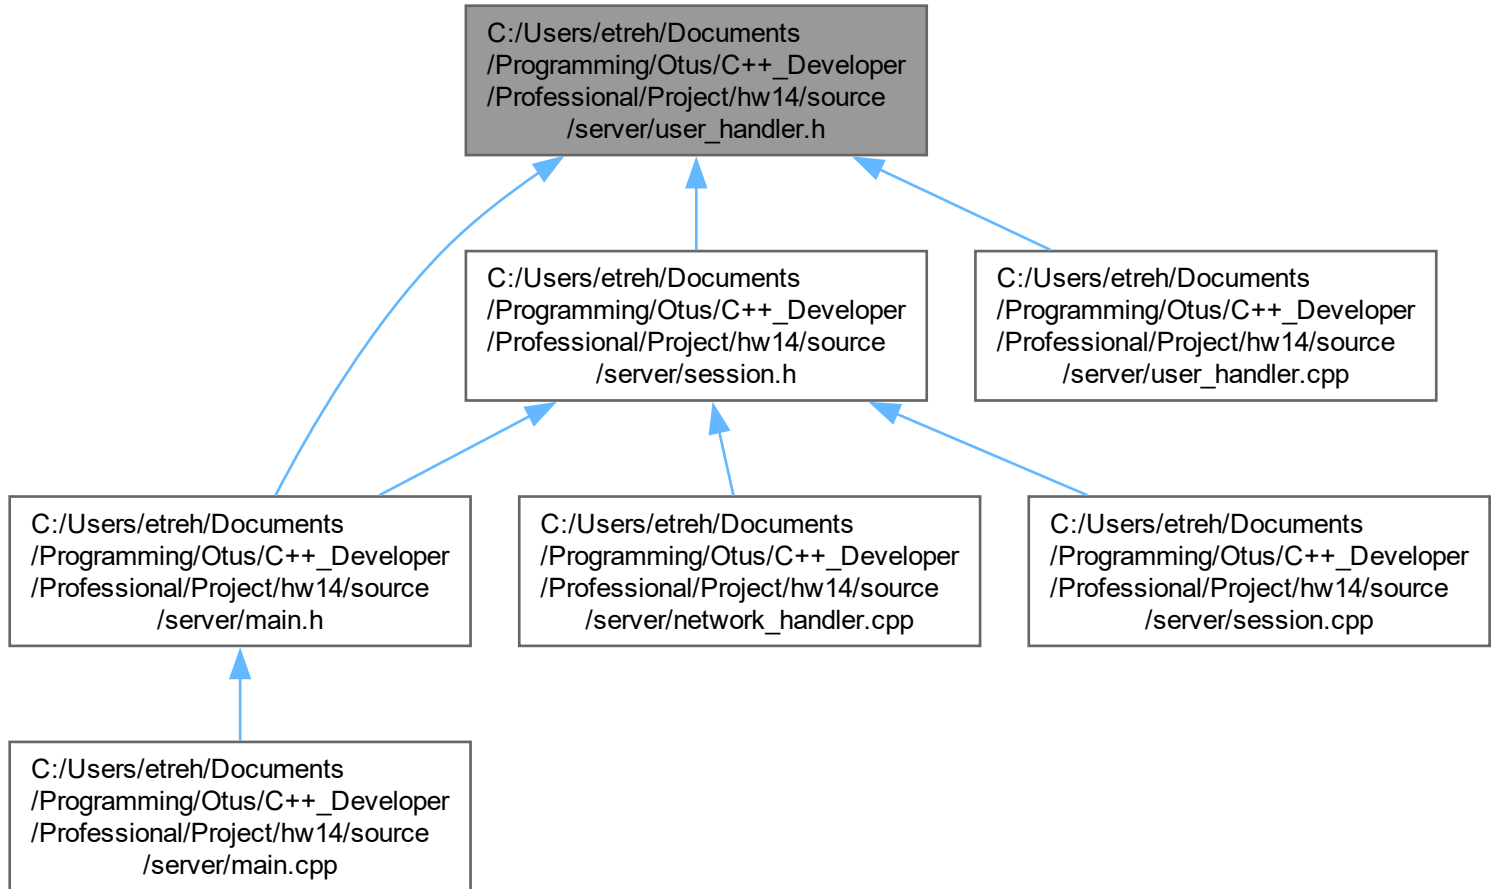 C:/Users/etreh/Documents
/Programming/Otus/C++_Developer
/Professional/Project/hw14/source
/server/user_handler.h
C:/Users/etreh/Documents
/Programming/Otus/C++_Developer
/Professional/Project/hw14/source
/server/session.h
C:/Users/etreh/Documents
/Programming/Otus/C++_Developer
/Professional/Project/hw14/source
/server/user_handler.cpp
C:/Users/etreh/Documents
/Programming/Otus/C++_Developer
/Professional/Project/hw14/source
/server/main.h
C:/Users/etreh/Documents
/Programming/Otus/C++_Developer
/Professional/Project/hw14/source
/server/network_handler.cpp
C:/Users/etreh/Documents
/Programming/Otus/C++_Developer
/Professional/Project/hw14/source
/server/session.cpp
C:/Users/etreh/Documents
/Programming/Otus/C++_Developer
/Professional/Project/hw14/source
/server/main.cpp